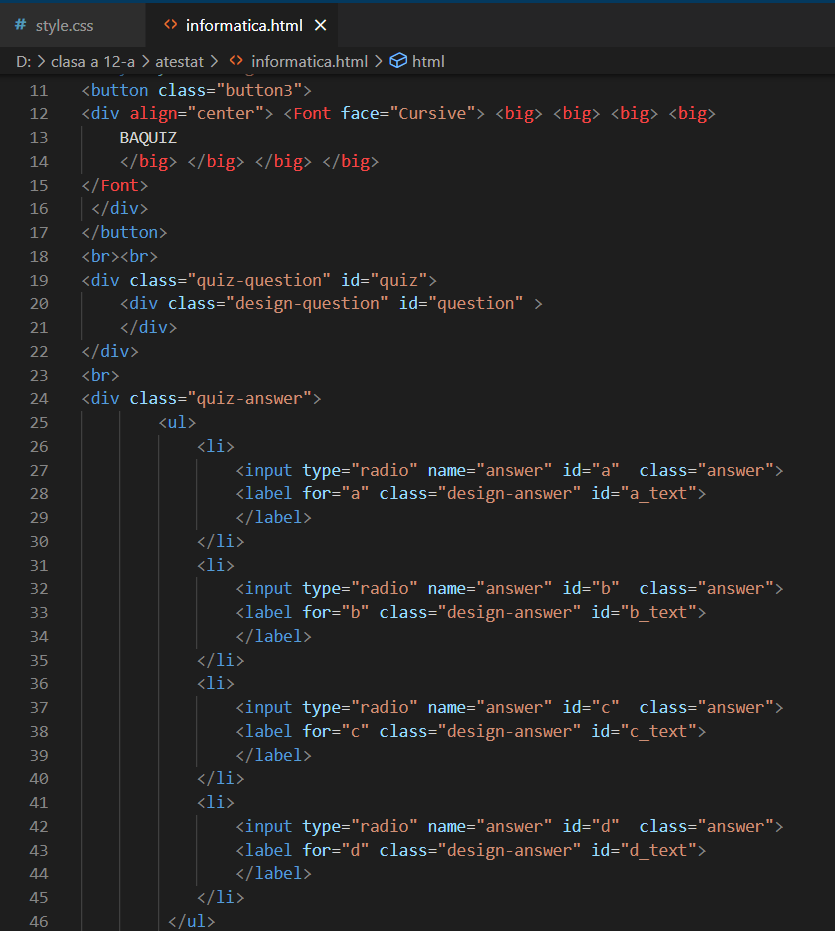 # style.css <> informatica.html ×
D: > clasa a 12-a > atestat > <> informatica.html > html
11 <button class="button3">
12 <div align="center"> <Font face="Cursive"> <big> <big> <big> <big>
13 BAQUIZ
14 </big> </big> </big> </big>
15 </Font>
16 </div>
17 </button>
18 <br><br>
19 <div class="quiz-question" id="quiz">
20 <div class="design-question" id="question" >
21 </div>
22 </div>
23 <br>
24 <div class="quiz-answer">
25 <ul>
26 <li>
27 <input type="radio" name="answer" id="a"  class="answer">
28 <label for="a" class="design-answer" id="a_text">
29 </label>
30 </li>
31 <li>
32 <input type="radio" name="answer" id="b"  class="answer">
33 <label for="b" class="design-answer" id="b_text">
34 </label>
35 </li>
36 <li>
37 <input type="radio" name="answer" id="c"  class="answer">
38 <label for="c" class="design-answer" id="c_text">
39 </label>
40 </li>
41 <li>
42 <input type="radio" name="answer" id="d"  class="answer">
43 <label for="d" class="design-answer" id="d_text">
44 </label>
45 </li>
46 </ul>